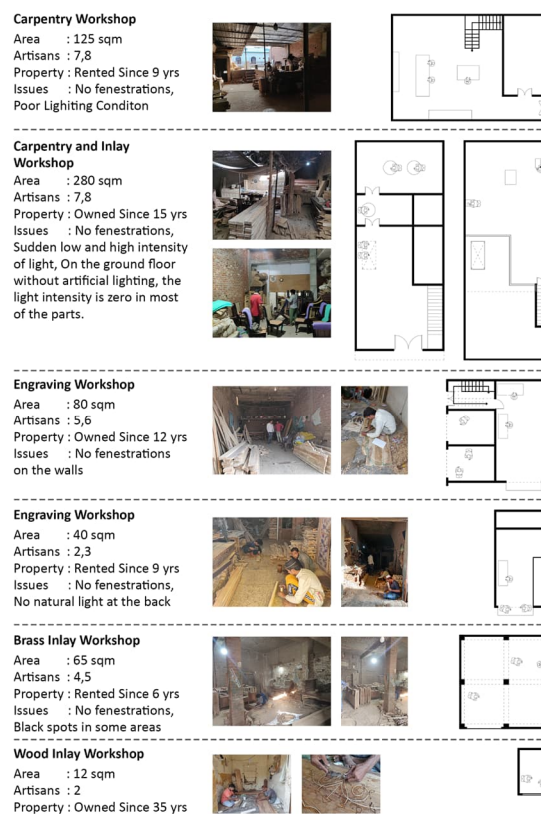 Carpentry Workshop
Area : 125 sqm
Artisans : 7,8
Property : Rented Since 9 yrs
Issues : No fenestrations,
Poor Lighiting Conditon
Carpentry and Inlay
Workshop
Area : 280 sqm
Artisans : 7,8
Property : Owned Since 15 yrs
Issues : No fenestrations,
Sudden low and high intensity
of light, On the ground floor
without artificial lighting, the
light intensity is zero in most
of the parts.
Engraving Workshop
Area : 80 sqm
Artisans : 5,6
Property : Owned Since 12 yrs
Issues : No fenestrations
on the walls
Engraving Workshop
Area : 40 sqm
Artisans : 2,3
Property : Rented Since 9 yrs
Issues : No fenestrations,
No natural light at the back
Brass Inlay Workshop
Area : 65 sqm
Artisans : 4,5
Property : Rented Since 6 yrs
Issues : No fenestrations,
Black spots in some areas
Wood Inlay Workshop
Area : 12 sqm
Artisans : 2
Property : Owned Since 35 yrs